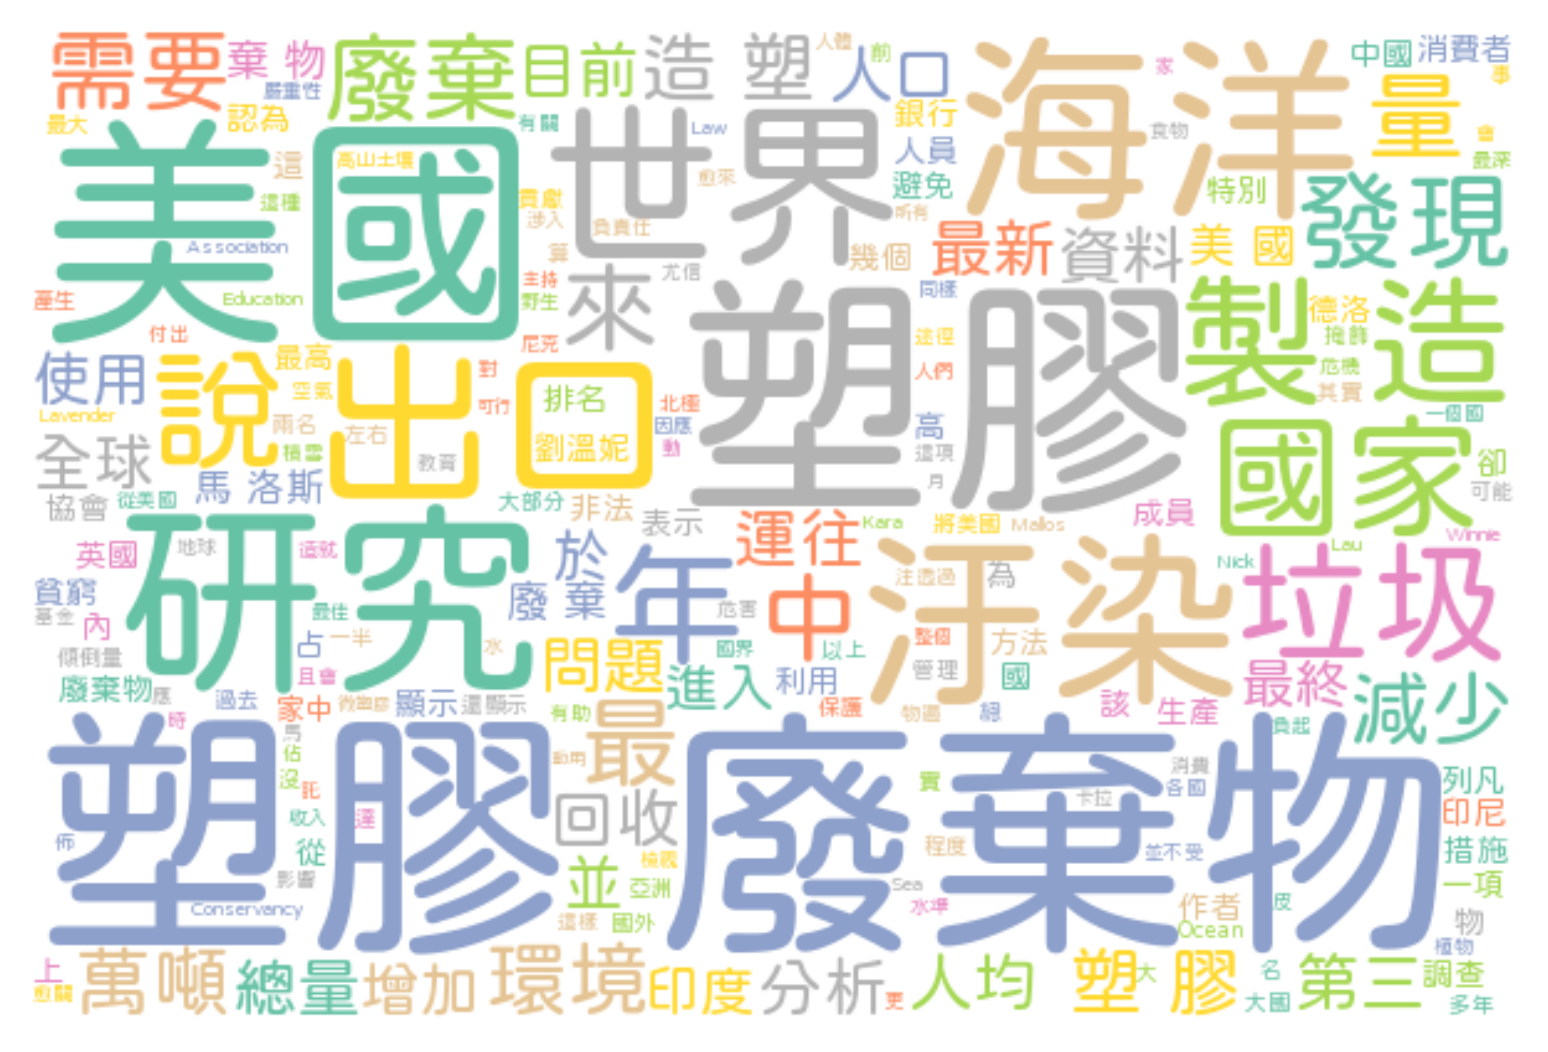 需要
棄 物
嚴重性
廢棄
目前
造 塑
人體
前
人口
海洋
家
中國
消費者
事
量
會
最深
最大
認為
有關
Law
銀行
食物
美國
高山土壤
這
這種
世界
愈來
貢獻
涉入
負責任
人員
避免
所有
特別
發現
Association
算
幾個
最新
資料
美 國
產生
Education
付出
主持
野生
尼克
來
尤信
塑膠
同樣
途徑
人們
製造
德洛
掩飾
危機
其實
一個國
使用
Lavender
說
最高
空氣
兩名
積雪
出口
左右
教育
對
可行
排名
劉溫妮
北極
因應
動
高
這項
月
國家
卻
可能
全球
協會
從美國
馬 洛斯
大部分
非法
表示
運往
Kara
將美國
Mallos
成員
Winnie
英國
地球
造就
研究
貧窮
基金
內
傾倒量
最佳
占
一半
且會
水
廢 棄
於
年
危害
國界
中
以上
汙染
注透過
為
整個
方法
管理
國
Nick
Lau
垃圾
廢棄物
應
過去
家中
顯示
還顯示
問題
進入
利用
有助
保護
物區
總
該
生產
最終
負起
減少
時
塑膠
馬
佔
沒
託
收入
達
從
影響
佈
Conservancy
最
動用
回收
並
檢視
亞洲
這樣
國外
廢棄物
實
程度
Sea
水準
卡拉
消費
各國
並不受
作者
Ocean
皮
列凡
印尼
措施
一項
物
植物
上
愈關
萬噸
總量
增加
環境
印度
分析
更
人均
塑 膠
大
名
大國
第三
調查
多年